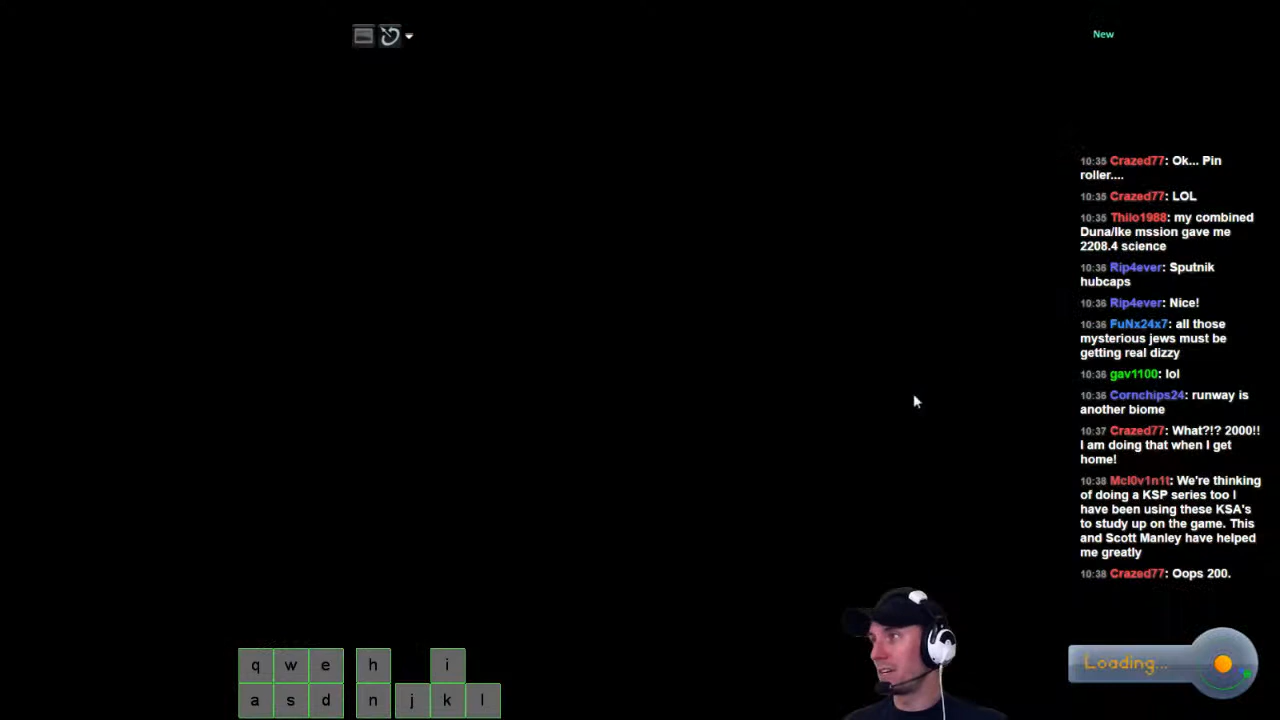 New
10:35 Crazed77: Ok... Pin
roller....
10:35 Crazed77: LOL
10:35 Thilo1988: my combined
Duna/Ike mssion gave me
2208.4 science
10:36 Rip4ever: Sputnik
hubcaps
10:36 Rip4ever: Nice!
10:36 FuNx24x7: all those
mysterious jews must be
getting real dizzy
10:36 gav1100: lol
10:36 Cornchips24: runway is
another biome
10:37 Crazed77: What?!? 2000!!
I am doing that when I get
home!
10:38 Mcl0v1n1t: We're thinking
of doing a KSP series too I
have been using these KSA's
to study up on the game. This
and Scott Manley have helped
me greatly
10:38 Crazed77: Oops 200.
Loading...
q w e h i
a s d n j k l